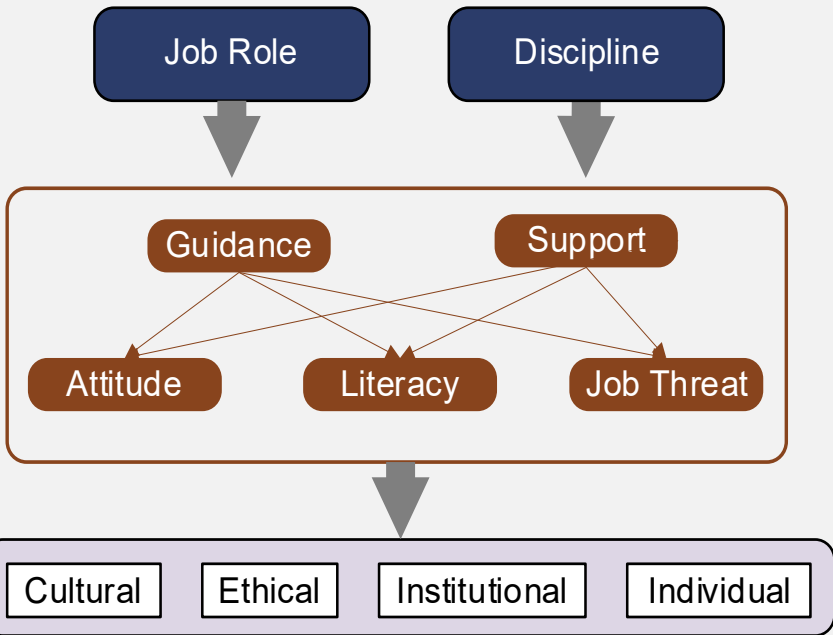 Job Role
Discipline
Guidance
Support
Attitude
Literacy
Job Threat
Cultural
Ethical
Institutional
Individual